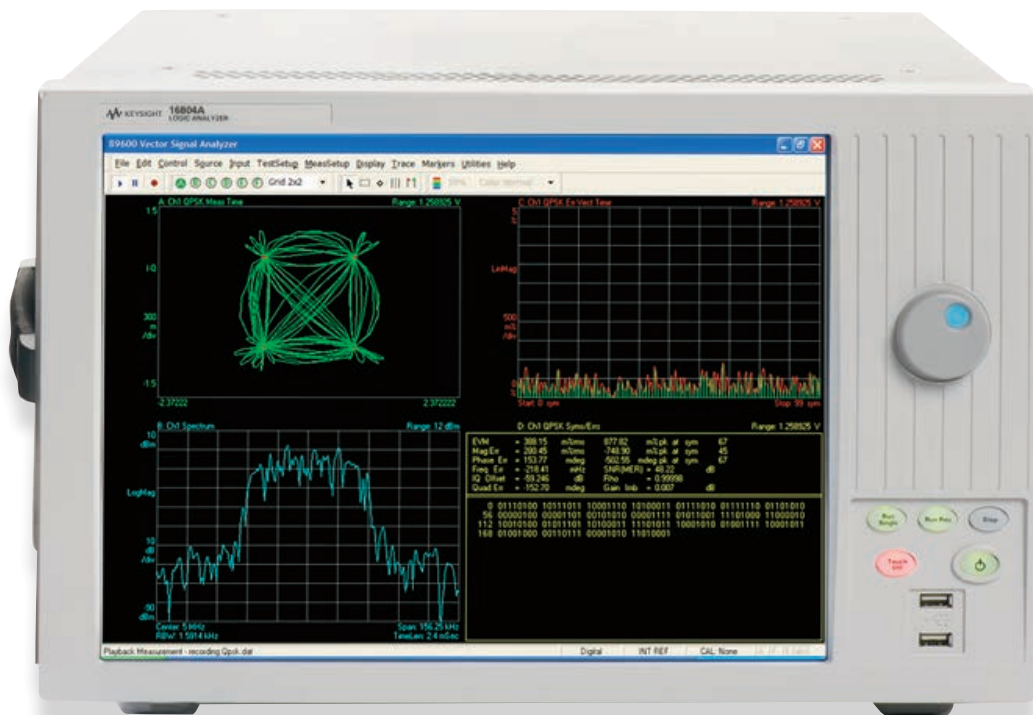 KEYSIGHT 16804A
LOGIC ANALYZER
89600 Vector Signal Analyzer
File Edit Control Source Input TestSetup MeasSetup Display Trace Markers Utilities Help
A B C D E F Grid 2x2 Color Normal
A: Ch1 QPSK Meas Time Range: 1.258925 V
1.5
I-Q
300
m
/div
-1.5
-2.37222 2.372222
C: Ch1 QPSK Err Vect Time Range: 1.258925 V
LinMag
500
m%
/div
Start: 0 sym Stop: 99 sym
B: Ch1 Spectrum Range: 12 dBm
10
dBm
LogMag
10
dB
/div
-90
dBm
Center: 5 MHz Span: 156.25 kHz
RBW: 1.5914 kHz TimeLen: 2.4 mSec
D: Ch1 QPSK Syms/Errs Range: 1.258925 V
EVM = 388.15 m%rms 877.82 m%pk at sym 67
Mag Err = 280.45 m%rms -748.90 m%pk at sym 45
Phase Err = 153.77 mdeg -502.55 mdeg pk at sym 67
Freq Err = -218.41 mHz SNR(MER) = 48.22 dB
IQ Offset = -59.246 dB Rho = 0.99998
Quad Err = -152.70 mdeg Gain Imb = 0.007 dB
0 01110100 10111011 10001110 10100011 01111010 01111110 01101010
56 00000100 00001101 00101010 00001111 01011001 11101000 11000010
112 10010100 01011101 10100011 11101011 10001010 01001111 10001011
168 01001000 00110111 00001010 11010001
Playback Measurement - recording Qpsk.dat Digital INT REF CAL: None
Run
Single
Run Rep
Stop
Touch
Off